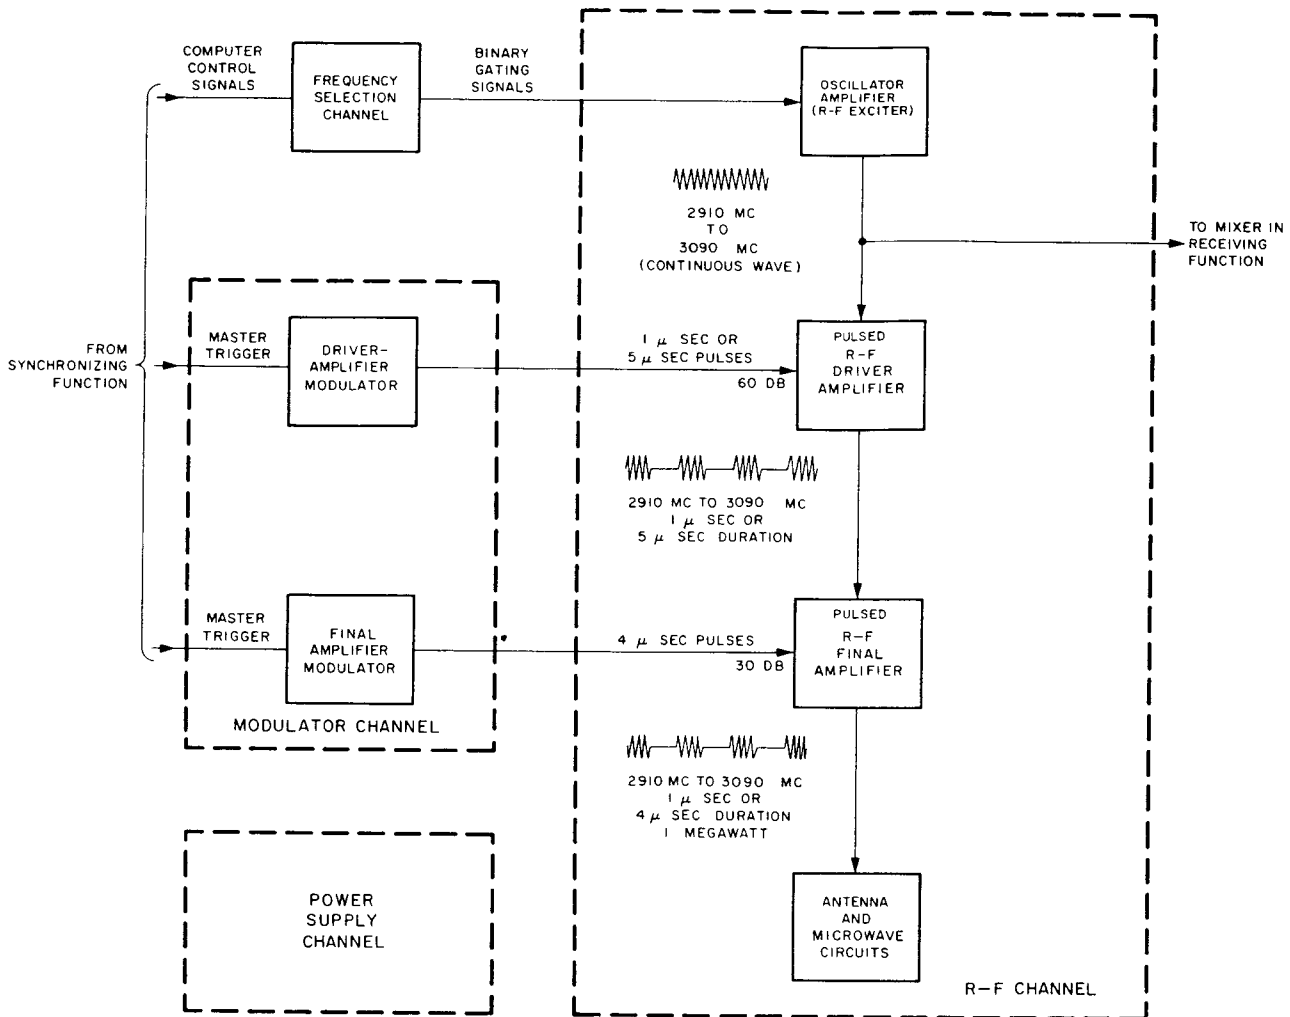 COMPUTER
CONTROL
SIGNALS
FREQUENCY
SELECTION
CHANNEL
BINARY
GATING
SIGNALS
OSCILLATOR
AMPLIFIER
(R-F EXCITER)
2910 MC
TO
3090 MC
(CONTINUOUS WAVE)
TO MIXER IN
RECEIVING
FUNCTION
FROM
SYNCHRONIZING
FUNCTION
MASTER
TRIGGER
DRIVER-
AMPLIFIER
MODULATOR
1 μ SEC OR
5 μ SEC PULSES
60 DB
PULSED
R-F
DRIVER
AMPLIFIER
2910 MC TO 3090 MC
1 μ SEC OR
5 μ SEC DURATION
MASTER
TRIGGER
FINAL
AMPLIFIER
MODULATOR
4 μ SEC PULSES
30 DB
PULSED
R-F
FINAL
AMPLIFIER
MODULATOR CHANNEL
2910 MC TO 3090 MC
1 μ SEC OR
4 μ SEC DURATION
1 MEGAWATT
POWER
SUPPLY
CHANNEL
ANTENNA
AND
MICROWAVE
CIRCUITS
R-F CHANNEL